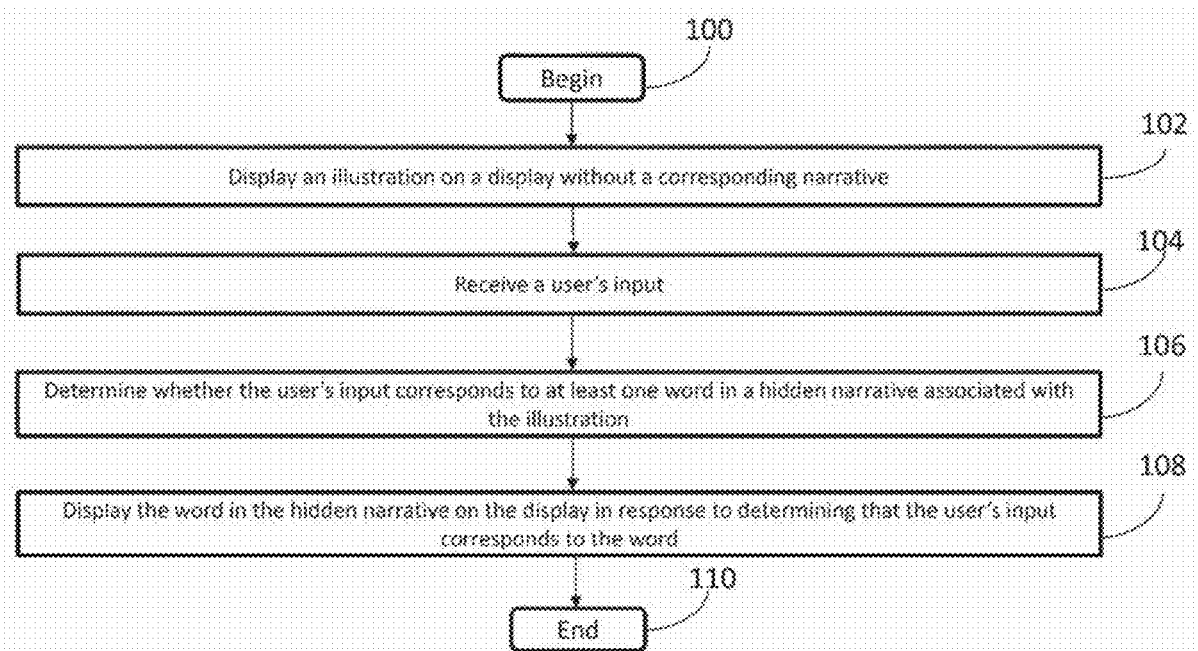 100
Begin
102
Display an illustration on a display without a corresponding narrative
104
Receive a user's input
106
Determine whether the user's input corresponds to at least one word in a hidden narrative associated with
the illustration
108
Display the word in the hidden narrative on the display in response to determining that the user's input
corresponds to the word
110
End